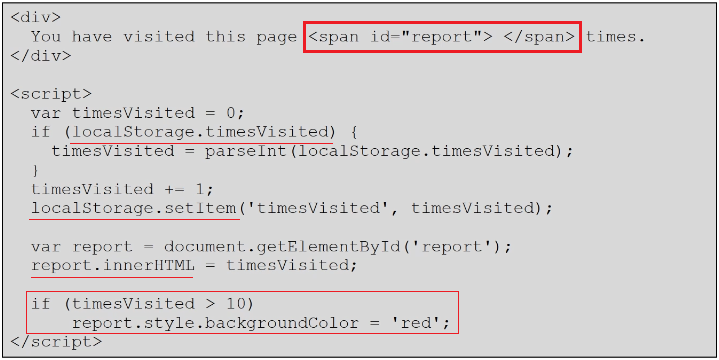 <div>
You have visited this page <span id="report"> </span> times.
</div>
<script>
var timesVisited = 0;
if (localStorage.timesVisited) {
timesVisited = parseInt(localStorage.timesVisited);
}
timesVisited += 1;
localStorage.setItem('timesVisited', timesVisited);
var report = document.getElementById('report');
report.innerHTML = timesVisited;
if (timesVisited > 10)
report.style.backgroundColor = 'red';
</script>